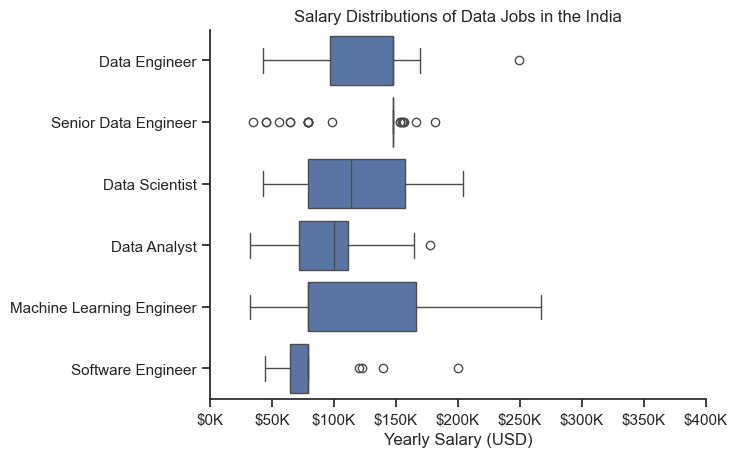 Salary Distributions of Data Jobs in the India
Data Engineer
Senior Data Engineer
Data Scientist
Data Analyst
Machine Learning Engineer
Software Engineer
$0K $50K $100K $150K $200K $250K $300K $350K $400K
Yearly Salary (USD)